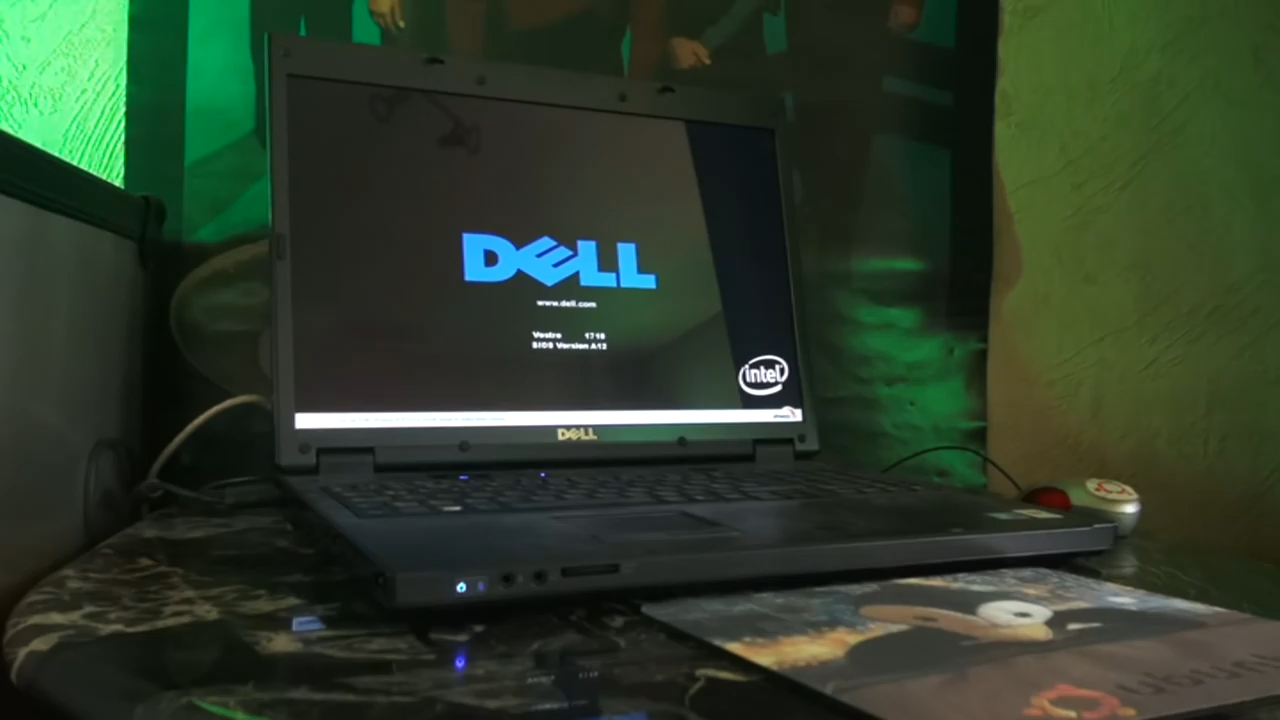 DELL
www.dell.com
Vostro 1710
BIOS Version A12
intel
DELL
ubuntu